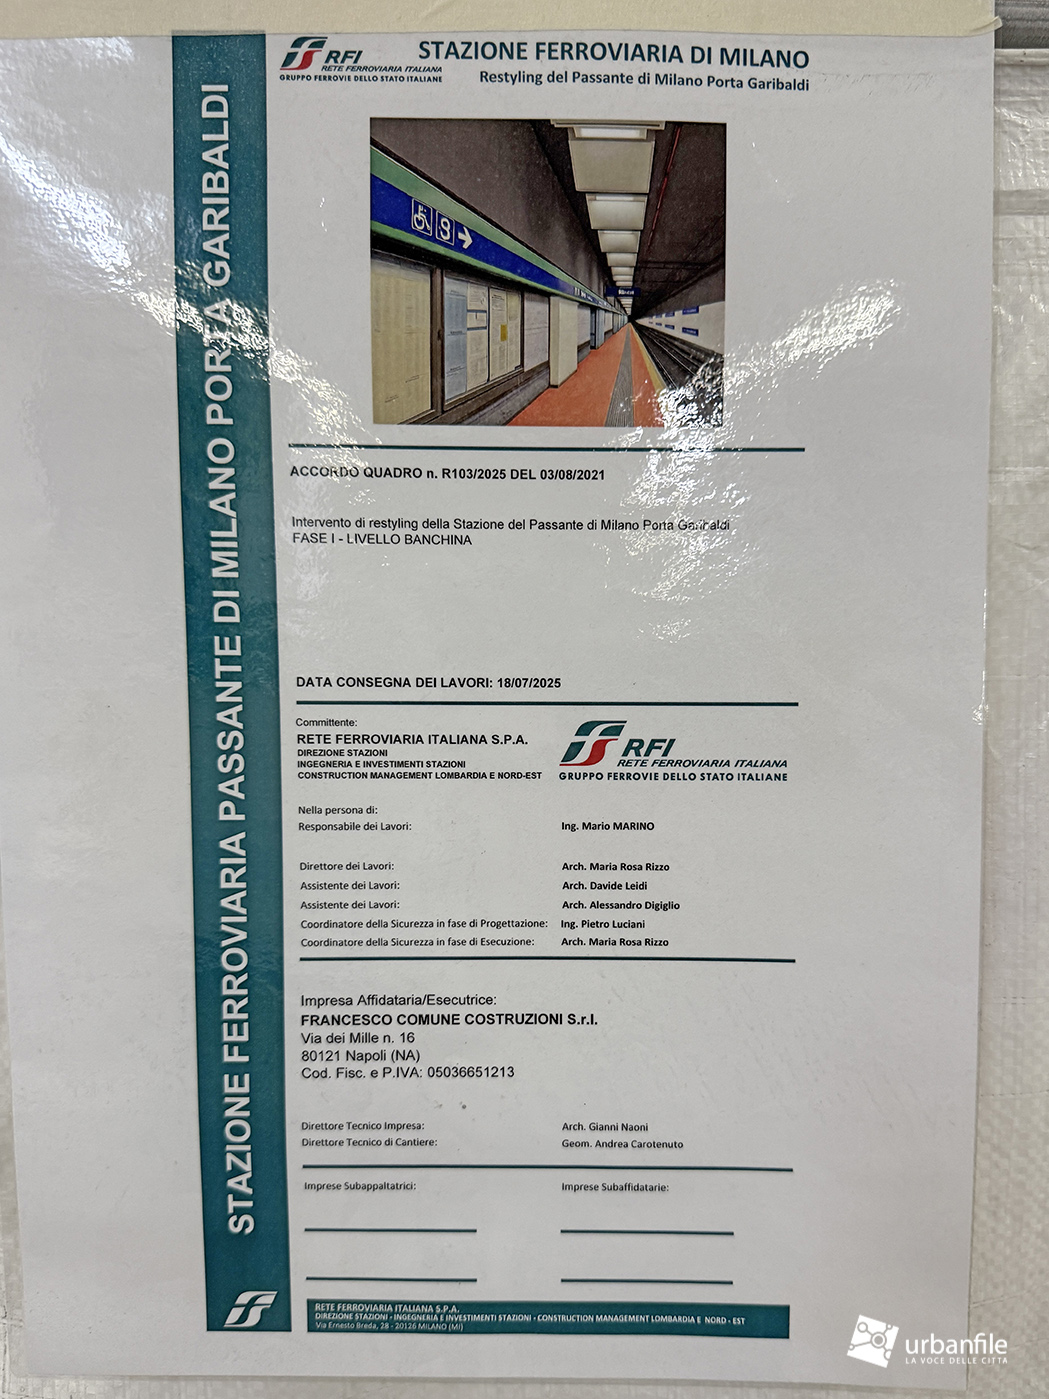 STAZIONE FERROVIARIA PASSANTE DI MILANO PORTA GARIBALDI
RFI
RETE FERROVIARIA ITALIANA
GRUPPO FERROVIE DELLO STATO ITALIANE
STAZIONE FERROVIARIA DI MILANO
Restyling del Passante di Milano Porta Garibaldi
S
ACCORDO QUADRO n. R103/2025 DEL 03/08/2021
Intervento di restyling della Stazione del Passante di Milano Porta Garibaldi
FASE I - LIVELLO BANCHINA
DATA CONSEGNA DEI LAVORI: 18/07/2025
Committente:
RETE FERROVIARIA ITALIANA S.P.A.
DIREZIONE STAZIONI
INGEGNERIA E INVESTIMENTI STAZIONI
CONSTRUCTION MANAGEMENT LOMBARDIA E NORD-EST
RFI
RETE FERROVIARIA ITALIANA
GRUPPO FERROVIE DELLO STATO ITALIANE
Nella persona di:
Responsabile dei Lavori: Ing. Mario MARINO
Direttore dei Lavori: Arch. Maria Rosa Rizzo
Assistente dei Lavori: Arch. Davide Leidi
Assistente dei Lavori: Arch. Alessandro Digiglio
Coordinatore della Sicurezza in fase di Progettazione: Ing. Pietro Luciani
Coordinatore della Sicurezza in fase di Esecuzione: Arch. Maria Rosa Rizzo
Impresa Affidataria/Esecutrice:
FRANCESCO COMUNE COSTRUZIONI S.r.l.
Via dei Mille n. 16
80121 Napoli (NA)
Cod. Fisc. e P.IVA: 05036651213
Direttore Tecnico Impresa: Arch. Gianni Naoni
Direttore Tecnico di Cantiere: Geom. Andrea Carotenuto
Imprese Subappaltatrici: Imprese Subaffidatarie:
RETE FERROVIARIA ITALIANA S.P.A.
DIREZIONE STAZIONI - INGEGNERIA E INVESTIMENTI STAZIONI - CONSTRUCTION MANAGEMENT LOMBARDIA E NORD - EST
Via Ernesto Breda, 28 - 20126 MILANO (MI)
urbanfile
LA VOCE DELLE CITTÀ